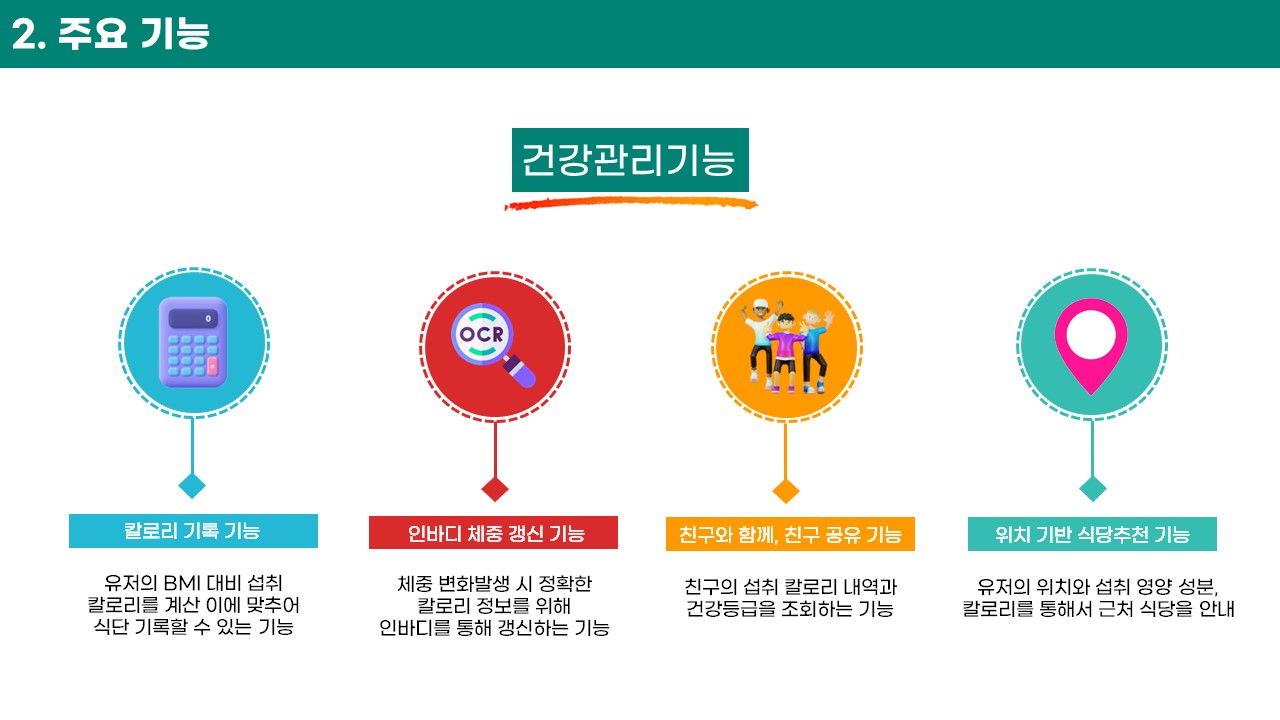 2. 주요 기능
건강관리기능
0
OCR
칼로리 기록 기능
유저의 BMI 대비 섭취
칼로리를 계산 이에 맞추어
식단 기록할 수 있는 기능
인바디 체중 갱신 기능
체중 변화발생 시 정확한
칼로리 정보를 위해
인바디를 통해 갱신하는 기능
친구와 함께, 친구 공유 기능
친구의 섭취 칼로리 내역과
건강등급을 조회하는 기능
위치 기반 식당추천 기능
유저의 위치와 섭취 영양 성분,
칼로리를 통해서 근처 식당을 안내